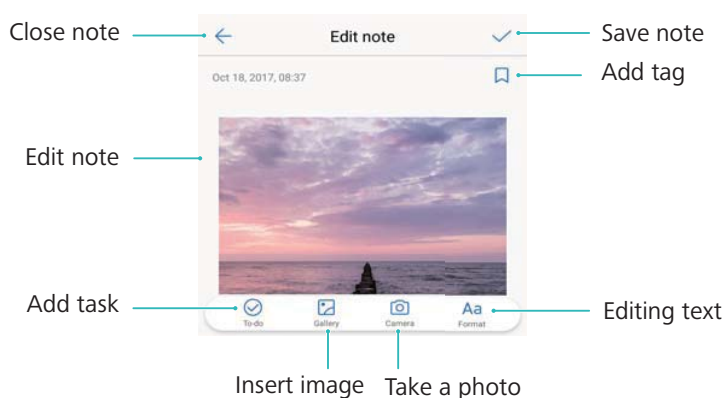 Close note
Edit note
Save note
Oct 18, 2017, 08:37
Add tag
Edit note
Add task
To-do
Gallery
Camera
Aa
Format
Editing text
Insert image
Take a photo